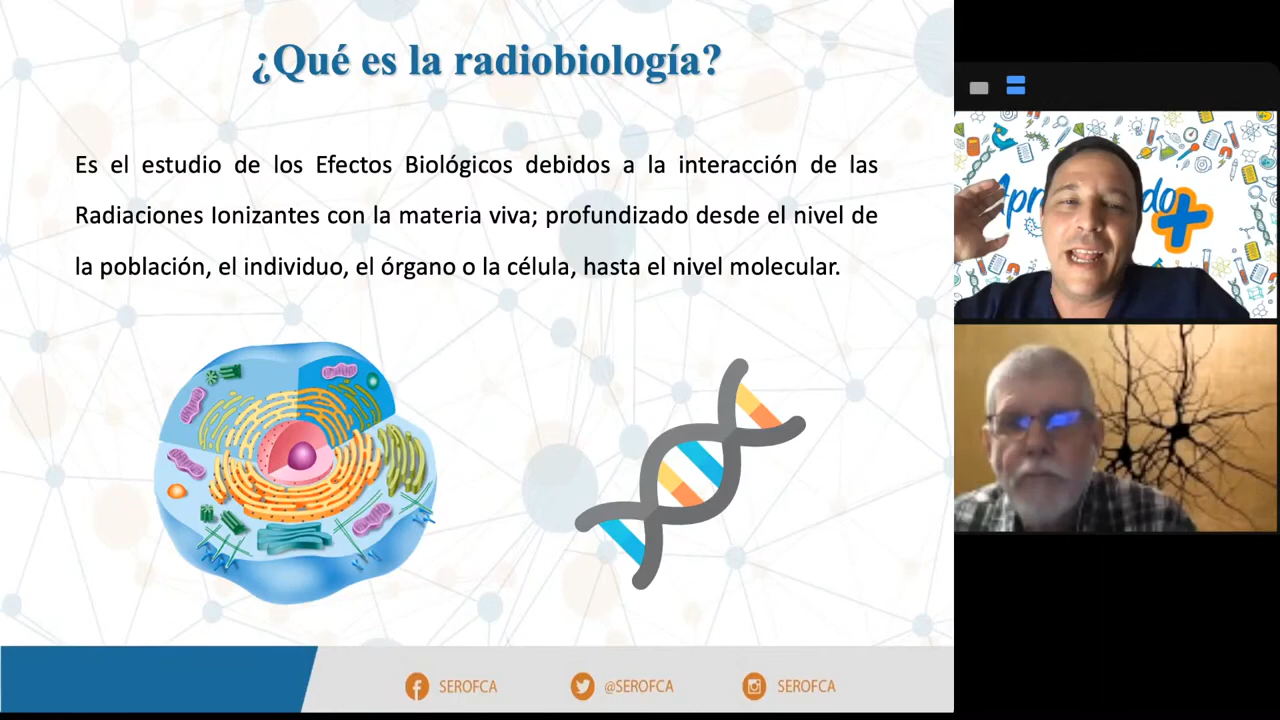 ¿Qué es la radiobiología?
Es el estudio de los Efectos Biológicos debidos a la interacción de las
Radiaciones Ionizantes con la materia viva; profundizado desde el nivel de
la población, el individuo, el órgano o la célula, hasta el nivel molecular.
SEROFCA
@SEROFCA
SEROFCA